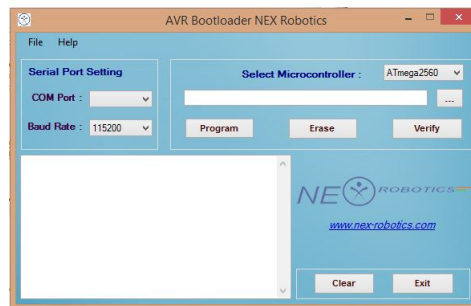 AVR Bootloader NEX Robotics
File Help
Serial Port Setting
COM Port :
Baud Rate : 115200
Select Microcontroller : ATmega2560
...
Program Erase Verify
NEX ROBOTICS
www.nex-robotics.com
Clear Exit